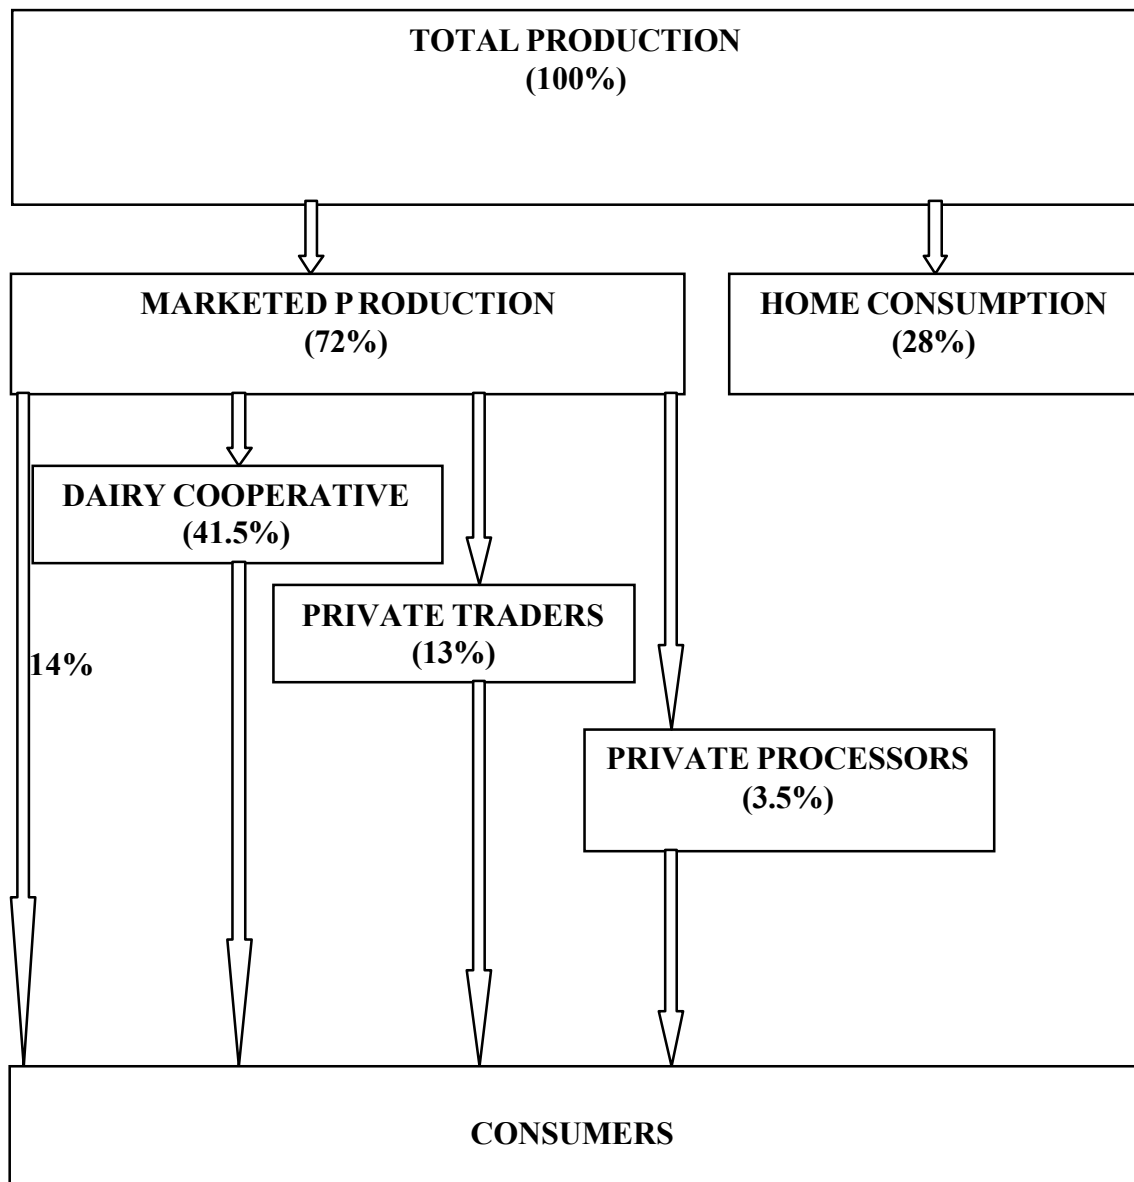 TOTAL PRODUCTION
(100%)
MARKETED P RODUCTION
(72%)
HOME CONSUMPTION
(28%)
DAIRY COOPERATIVE
(41.5%)
PRIVATE TRADERS
(13%)
14%
PRIVATE PROCESSORS
(3.5%)
CONSUMERS